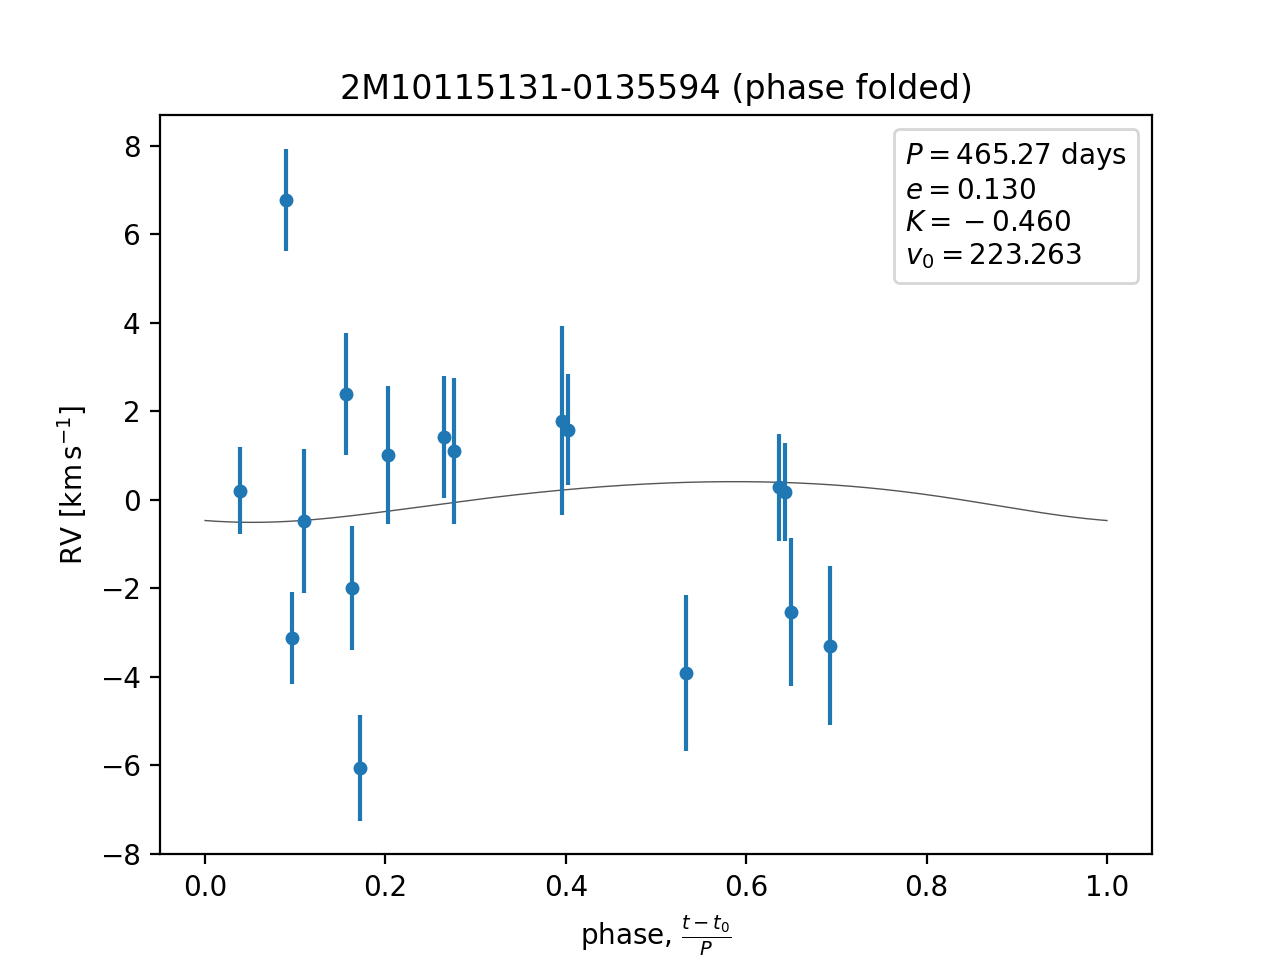 2M10115131-0135594 (phase folded)
P = 465.27 days
e = 0.130
K = −0.460
v₀ = 223.263
8
6
4
2
0
−2
−4
−6
−8
RV [km s⁻¹]
0.0 0.2 0.4 0.6 0.8 1.0
phase, (t − t₀)/P